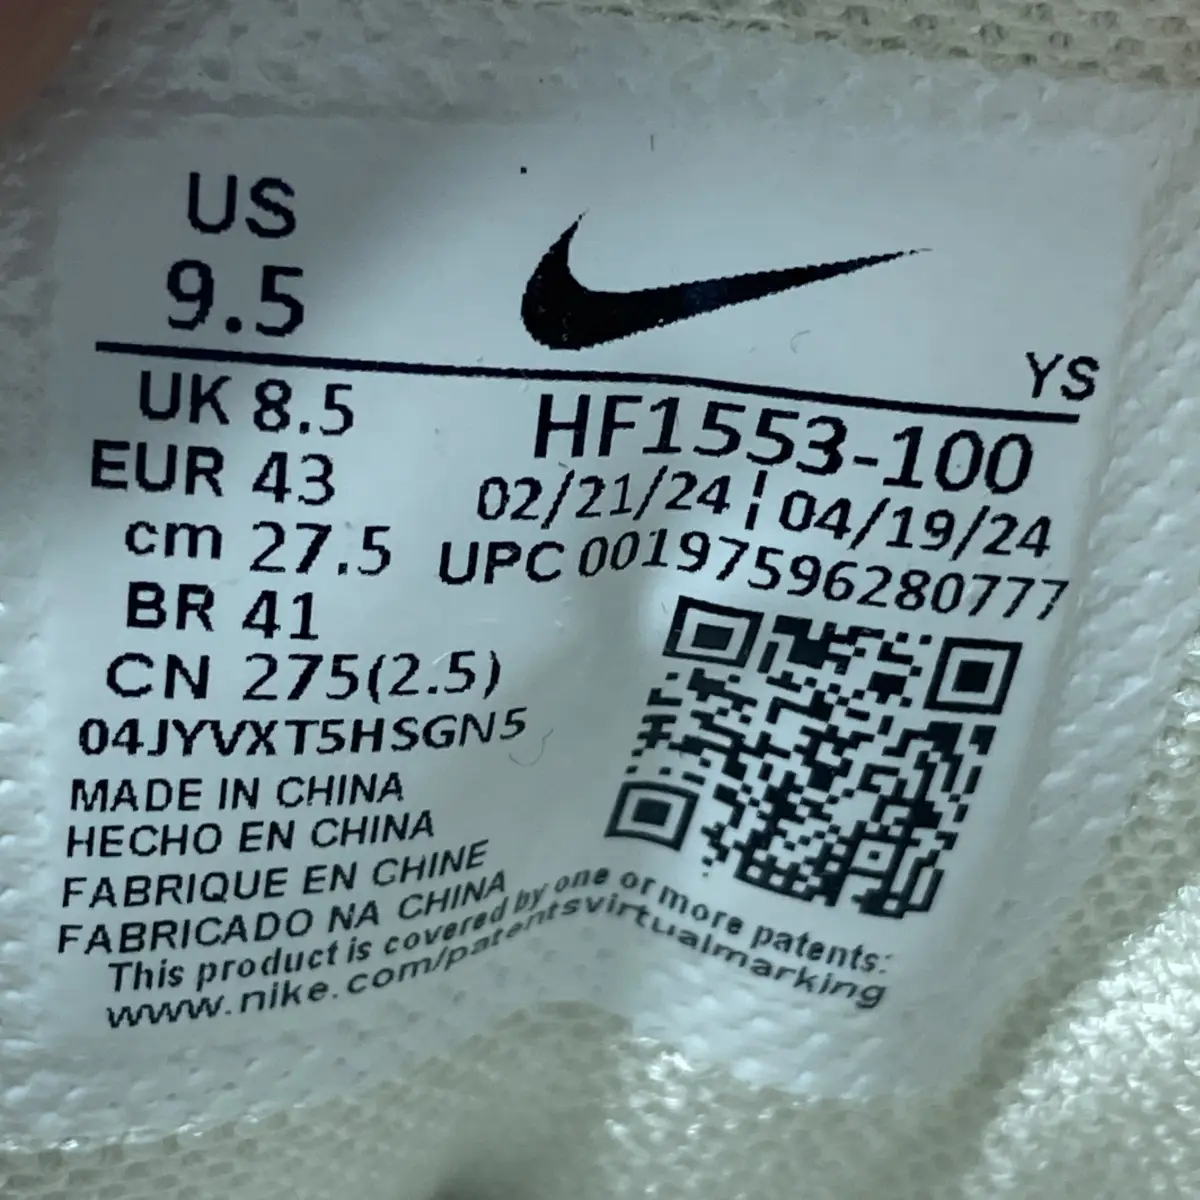 US
9.5
YS
UK 8.5
EUR 43
cm 27.5
BR 41
CN 275(2.5)
04JYVXT5HSGN5
HF1553-100
02/21/24 ¦ 04/19/24
UPC 00197596280777
MADE IN CHINA
HECHO EN CHINA
FABRIQUE EN CHINE
FABRICADO NA CHINA
This product is covered by one or more patents:
www.nike.com/patentsvirtualmarking